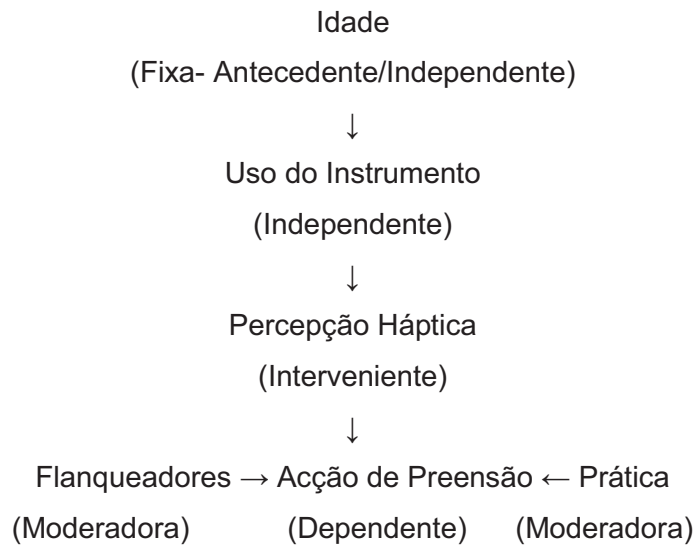 Idade
(Fixa- Antecedente/Independente)
↓
Uso do Instrumento
(Independente)
↓
Percepção Háptica
(Interveniente)
↓
Flanqueadores → Acção de Preensão ← Prática
(Moderadora) (Dependente) (Moderadora)